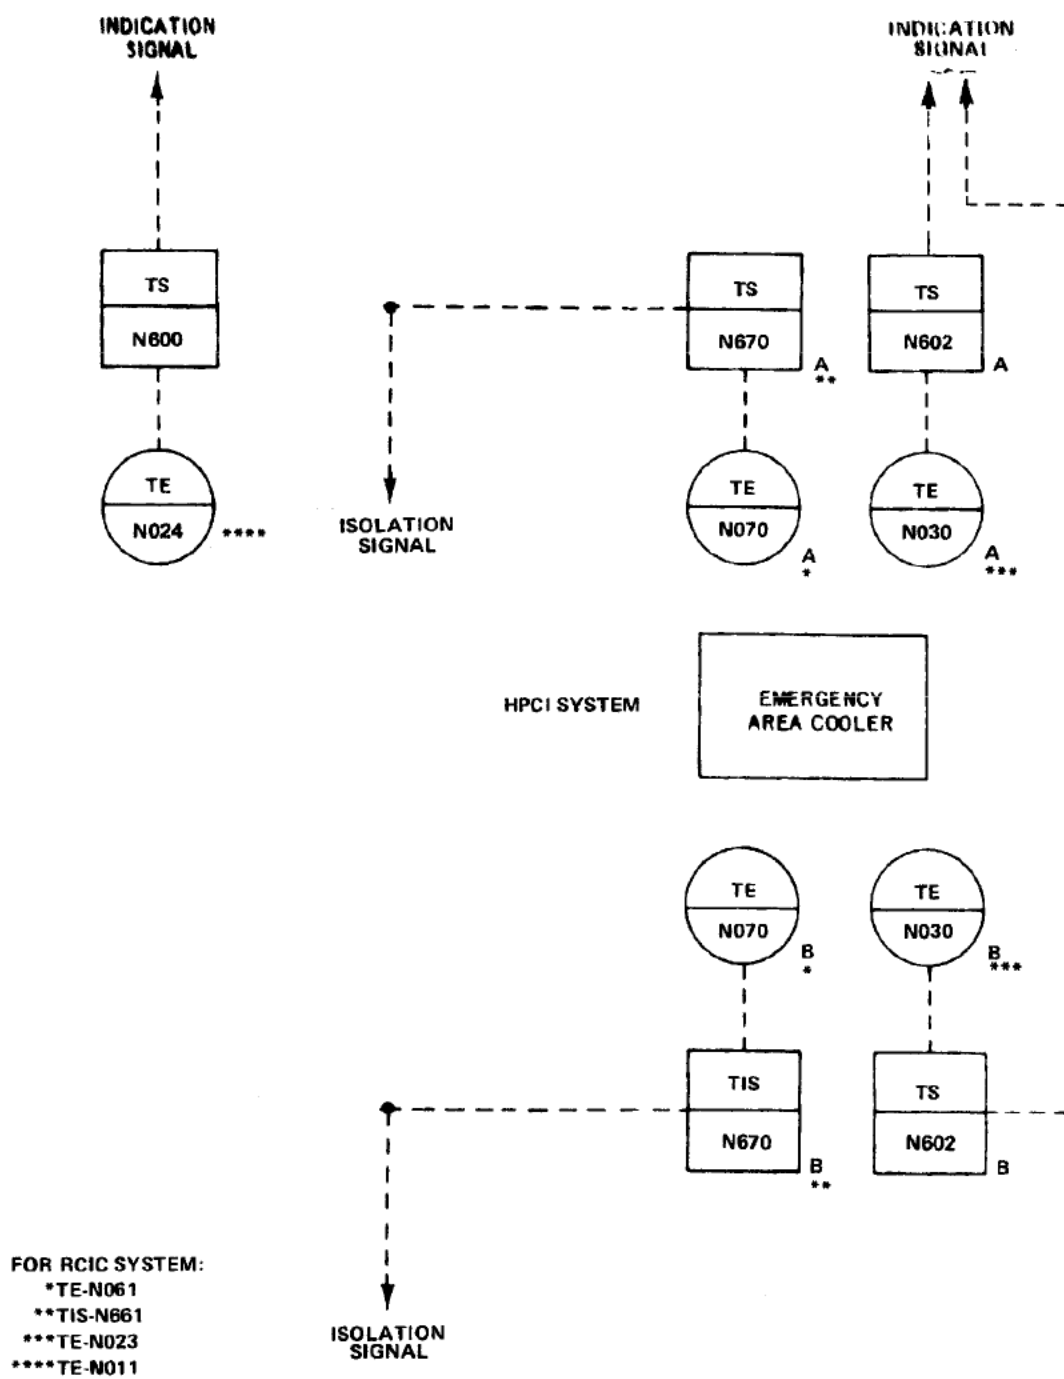 INDICATION
SIGNAL
INDICATION
SIGNAL
TS
N600
TS
N670
A
**
TS
N602
A
TE
N024
****
ISOLATION
SIGNAL
TE
N070
A
*
TE
N030
A
***
HPCI SYSTEM
EMERGENCY
AREA COOLER
TE
N070
B
*
TE
N030
B
***
TIS
N670
B
**
TS
N602
B
FOR RCIC SYSTEM:
*TE-N061
**TIS-N661
***TE-N023
****TE-N011
ISOLATION
SIGNAL